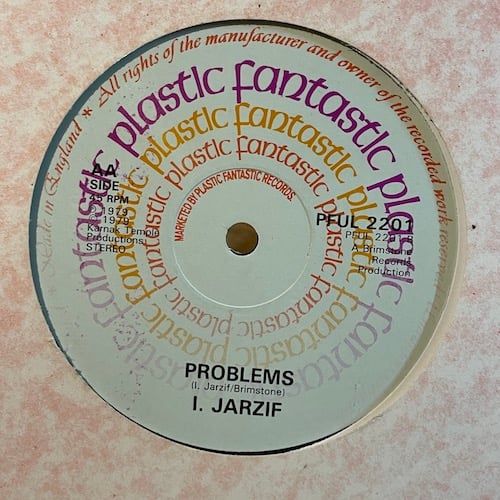 Made in England * All rights of the manufacturer and owner of the recorded work
plastic fantastic plastic fantastic
plastic fantastic plastic fantastic
plastic fantastic plastic fantastic
MARKETED BY PLASTIC FANTASTIC RECORDS.
AA
SIDE
45 RPM
℗ 1979
© 1979
Karnak Temple
Productions
STEREO
PFUL 2201
PFUL 2201 B
A Brimstone
Records
Production
PROBLEMS
(I. Jarzif/Brimstone)
I. JARZIF